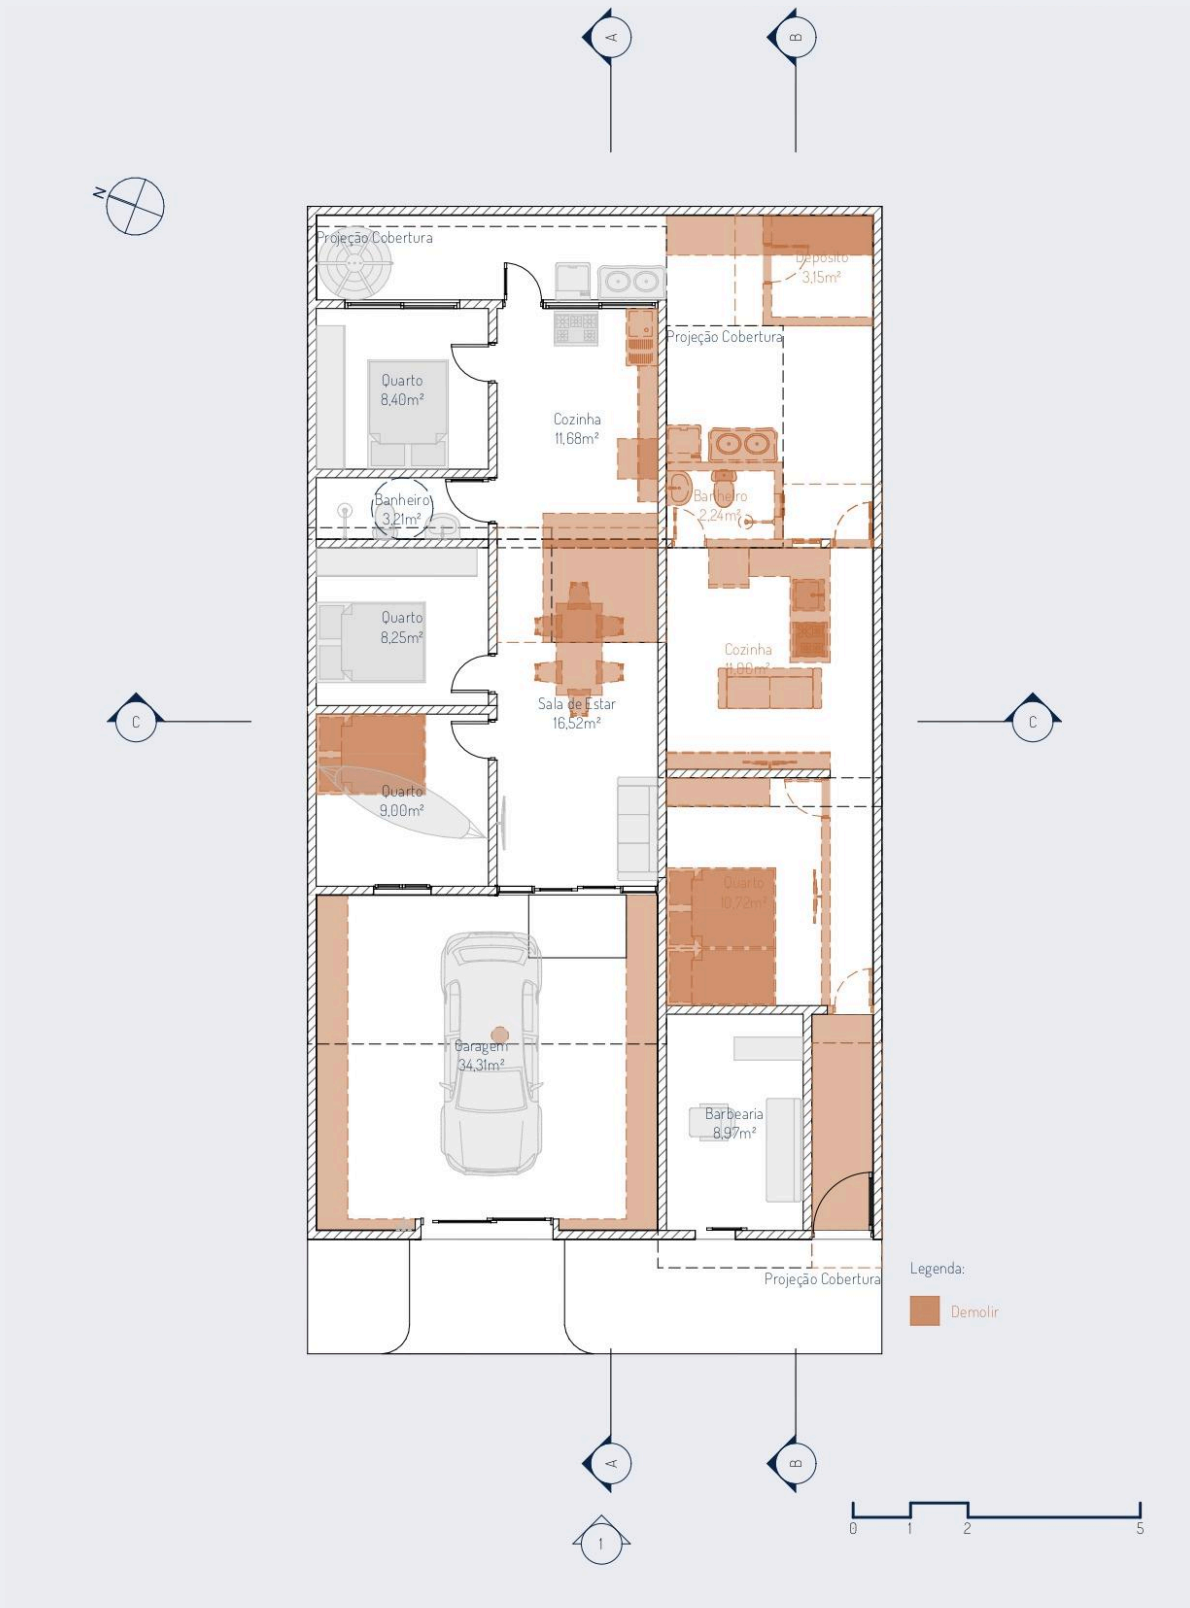 A
B
N
Projeção Cobertura
Depósito
3,15m²
Projeção Cobertura
Quarto
8,40m²
Cozinha
11,68m²
Banheiro
3,21m²
Banheiro
2,24m²
Quarto
8,25m²
Cozinha
11,00m²
Sala de Estar
16,52m²
C
C
Quarto
9,00m²
Quarto
10,72m²
Garagem
34,31m²
Barbearia
8,97m²
Projeção Cobertura
Legenda:
Demolir
A
B
0 1 2 5
1